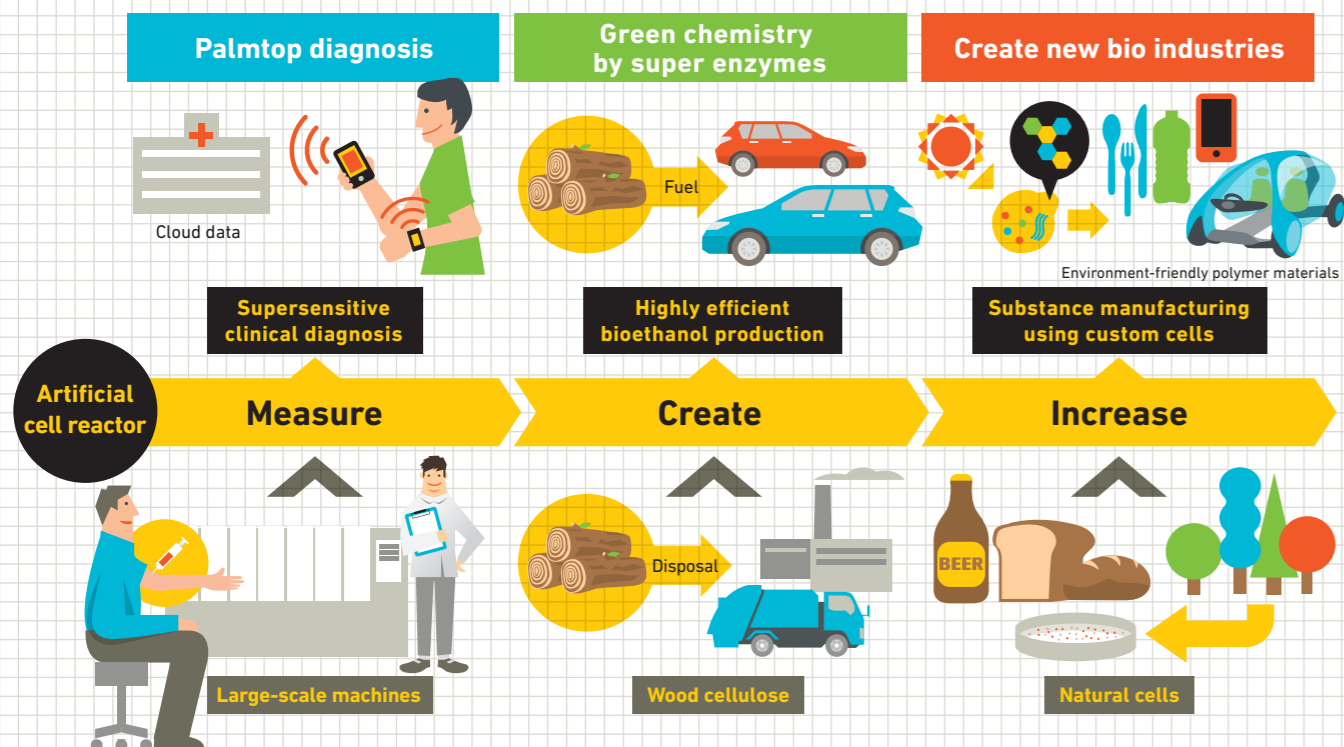 Palmtop diagnosis
Green chemistry
by super enzymes
Create new bio industries
Cloud data
Fuel
Environment-friendly polymer materials
Supersensitive
clinical diagnosis
Highly efficient
bioethanol production
Substance manufacturing
using custom cells
Artificial
cell reactor
Measure
Create
Increase
Disposal
BEER
Large-scale machines
Wood cellulose
Natural cells